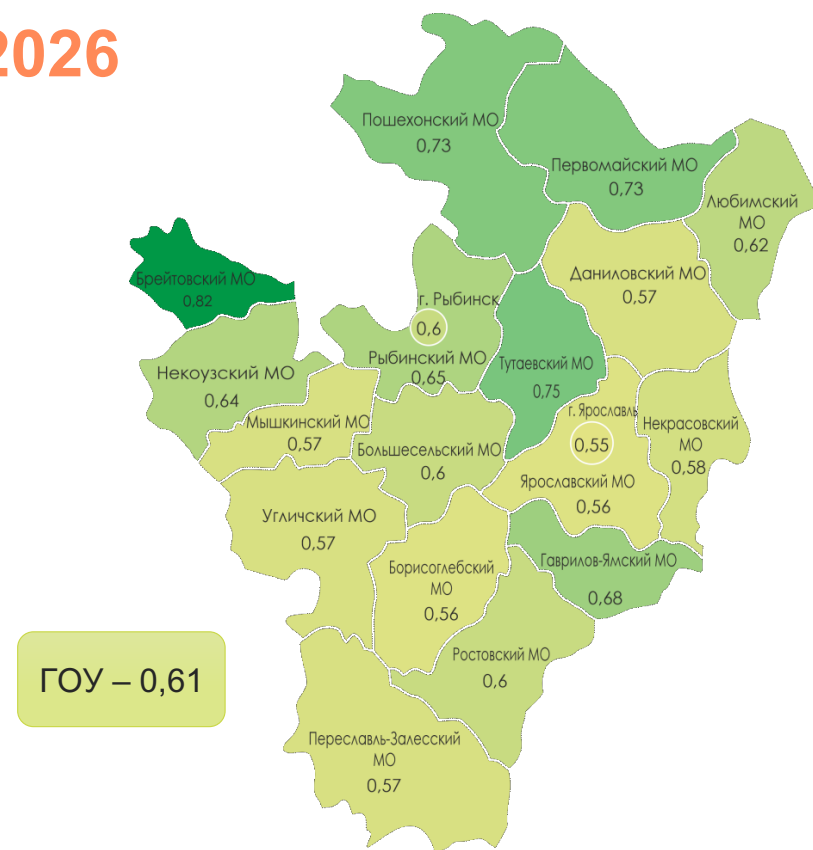 2026
Пошехонский МО
0,73
Первомайский МО
0,73
Любимский
МО
0,62
Брейтовский МО
0,82
Даниловский МО
0,57
г. Рыбинск
0,6
Рыбинский МО
0,65
Тутаевский МО
0,75
Некоузский МО
0,64
Мышкинский МО
0,57
г. Ярославль
0,55
Ярославский МО
0,56
Некрасовский
МО
0,58
Большесельский МО
0,6
Угличский МО
0,57
Борисоглебский
МО
0,56
Гаврилов-Ямский МО
0,68
Ростовский МО
0,6
ГОУ – 0,61
Переславль-Залесский
МО
0,57